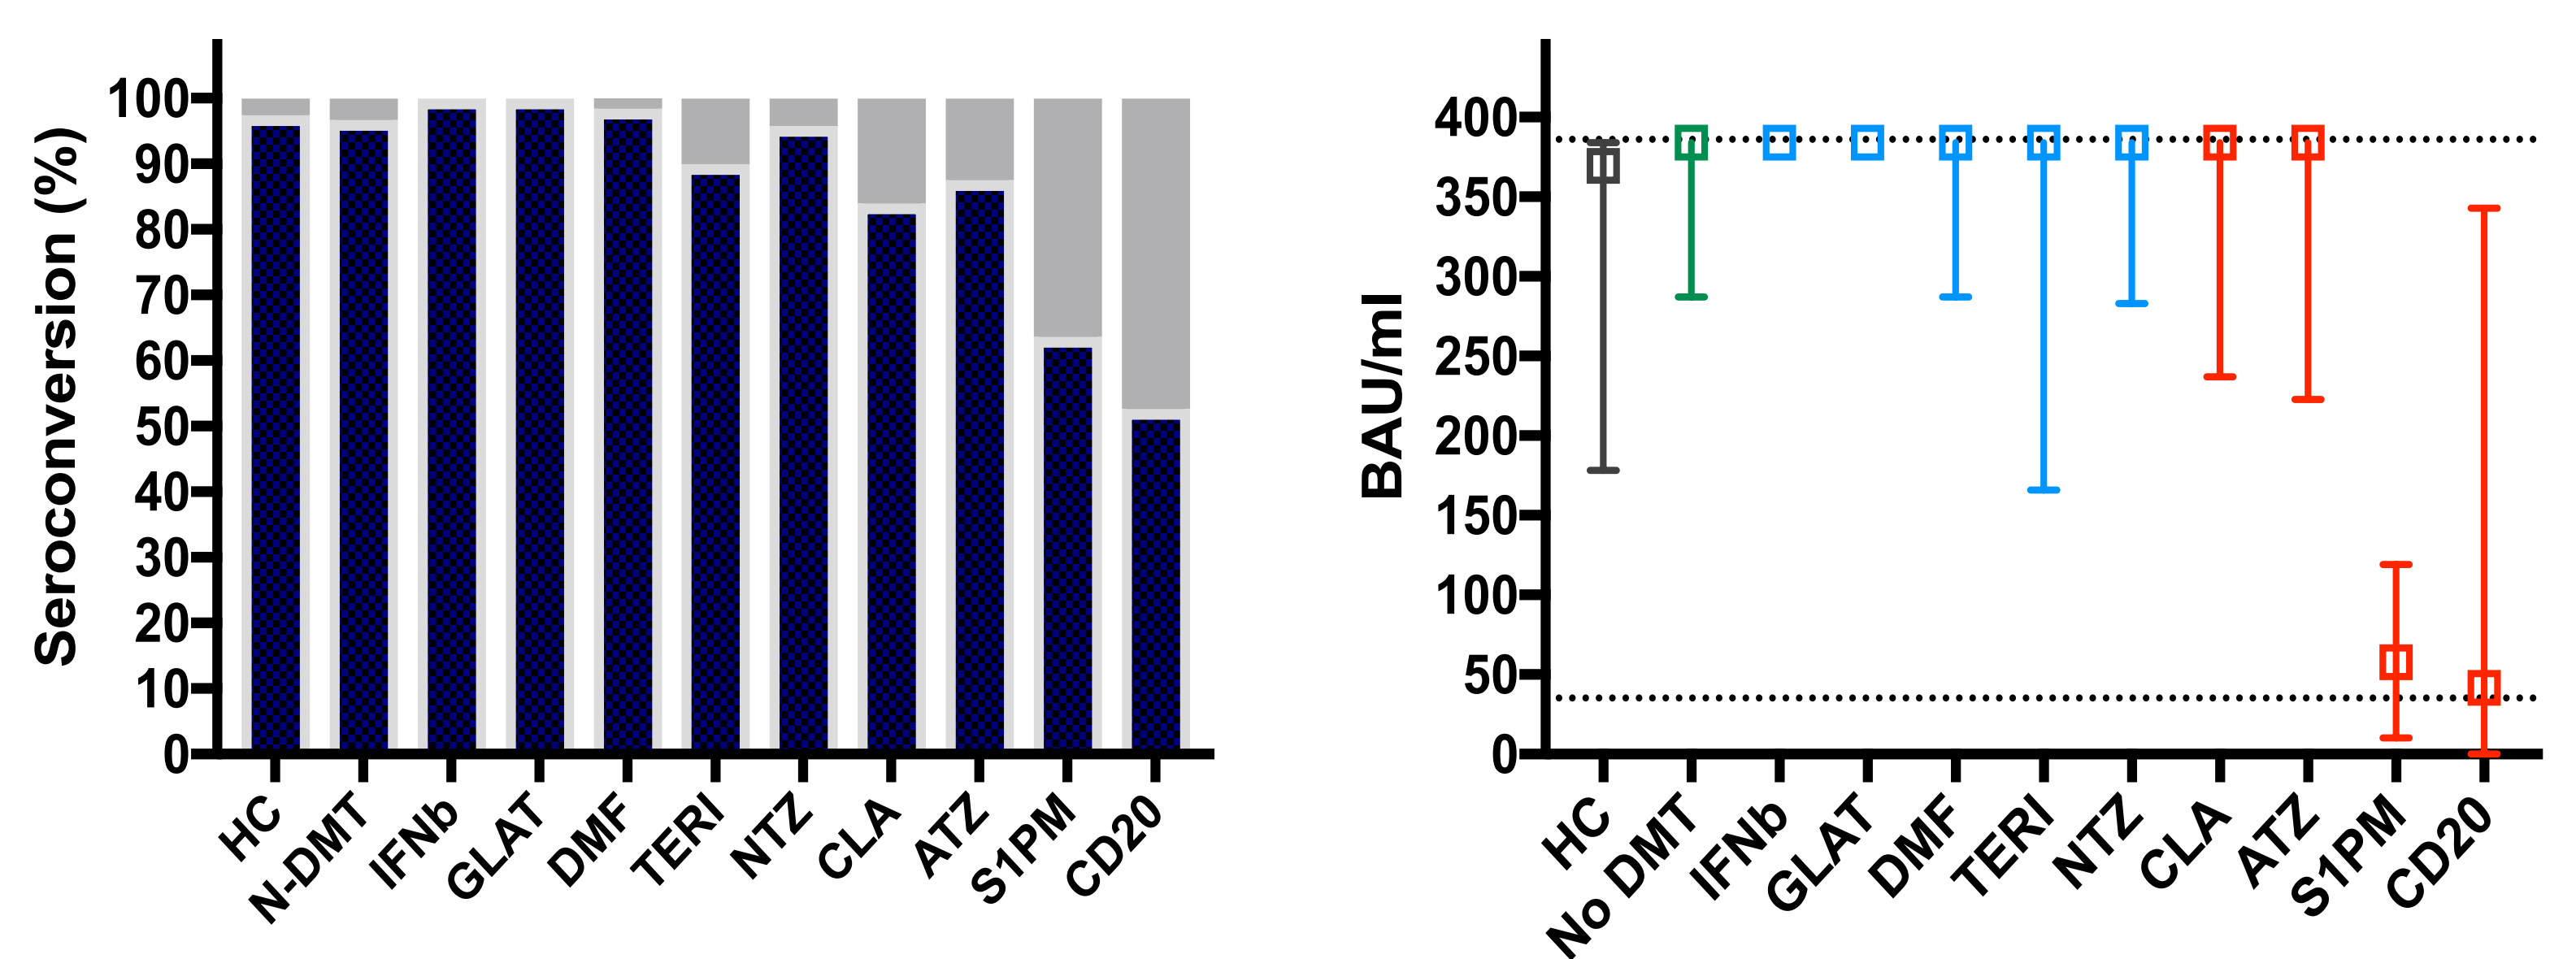 Seroconversion (%)
100
90
80
70
60
50
40
30
20
10
0
HC
N-DMT
IFNb
GLAT
DMF
TERI
NTZ
CLA
ATZ
S1PM
CD20
BAU/ml
400
350
300
250
200
150
100
50
0
HC
No DMT
IFNb
GLAT
DMF
TERI
NTZ
CLA
ATZ
S1PM
CD20